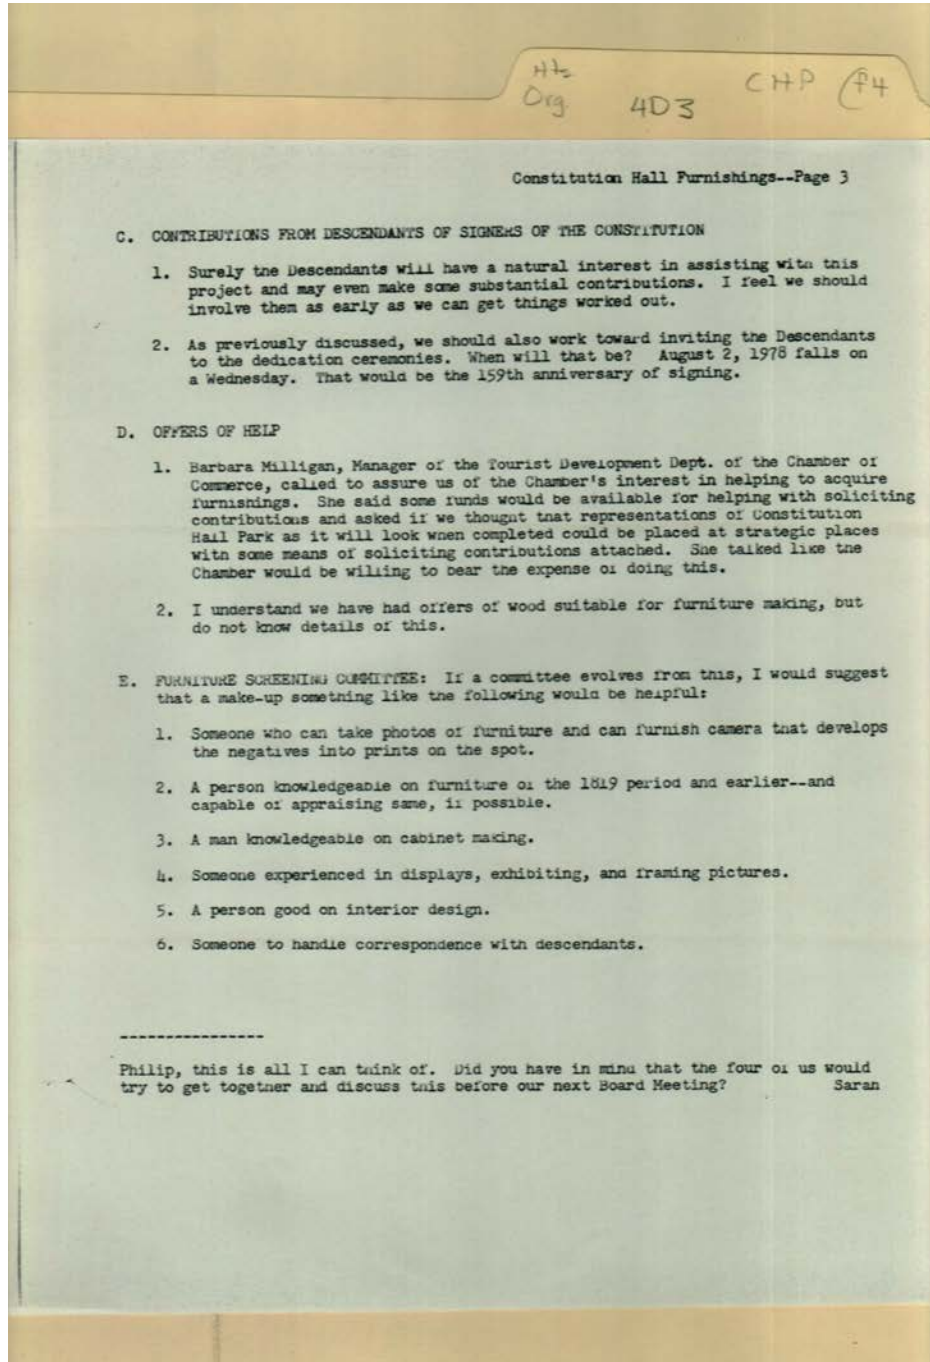 Hts
Org.
4D3
CHP
P4
Constitution Hall Furnishings--Page 3
C. CONTRIBUTIONS FROM DESCENDANTS OF SIGNERS OF THE CONSTITUTION
1. Surely the Descendants will have a natural interest in assisting with this
project and may even make some substantial contributions. I feel we should
involve them as early as we can get things worked out.
2. As previously discussed, we should also work toward inviting the Descendants
to the dedication ceremonies. When will that be? August 2, 1978 falls on
a Wednesday. That would be the 159th anniversary of signing.
D. OFFERS OF HELP
1. Barbara Milligan, Manager of the Tourist Development Dept. of the Chamber of
Commerce, called to assure us of the Chamber's interest in helping to acquire
furnishings. She said some funds would be available for helping with soliciting
contributions and asked if we thought that representations of Constitution
Hall Park as it will look when completed could be placed at strategic places
with some means of soliciting contributions attached. She talked like the
Chamber would be willing to bear the expense of doing this.
2. I understand we have had offers of wood suitable for furniture making, but
do not know details of this.
E. FURNITURE SCREENING COMMITTEE: If a committee evolves from this, I would suggest
that a make-up something like the following would be helpful:
1. Someone who can take photos of furniture and can furnish camera that develops
the negatives into prints on the spot.
2. A person knowledgeable on furniture of the 1819 period and earlier--and
capable of appraising same, if possible.
3. A man knowledgeable on cabinet making.
4. Someone experienced in displays, exhibiting, and framing pictures.
5. A person good on interior design.
6. Someone to handle correspondence with descendants.
----------------
Philip, this is all I can think of. Did you have in mind that the four of us would
try to get together and discuss this before our next Board Meeting? Sarah